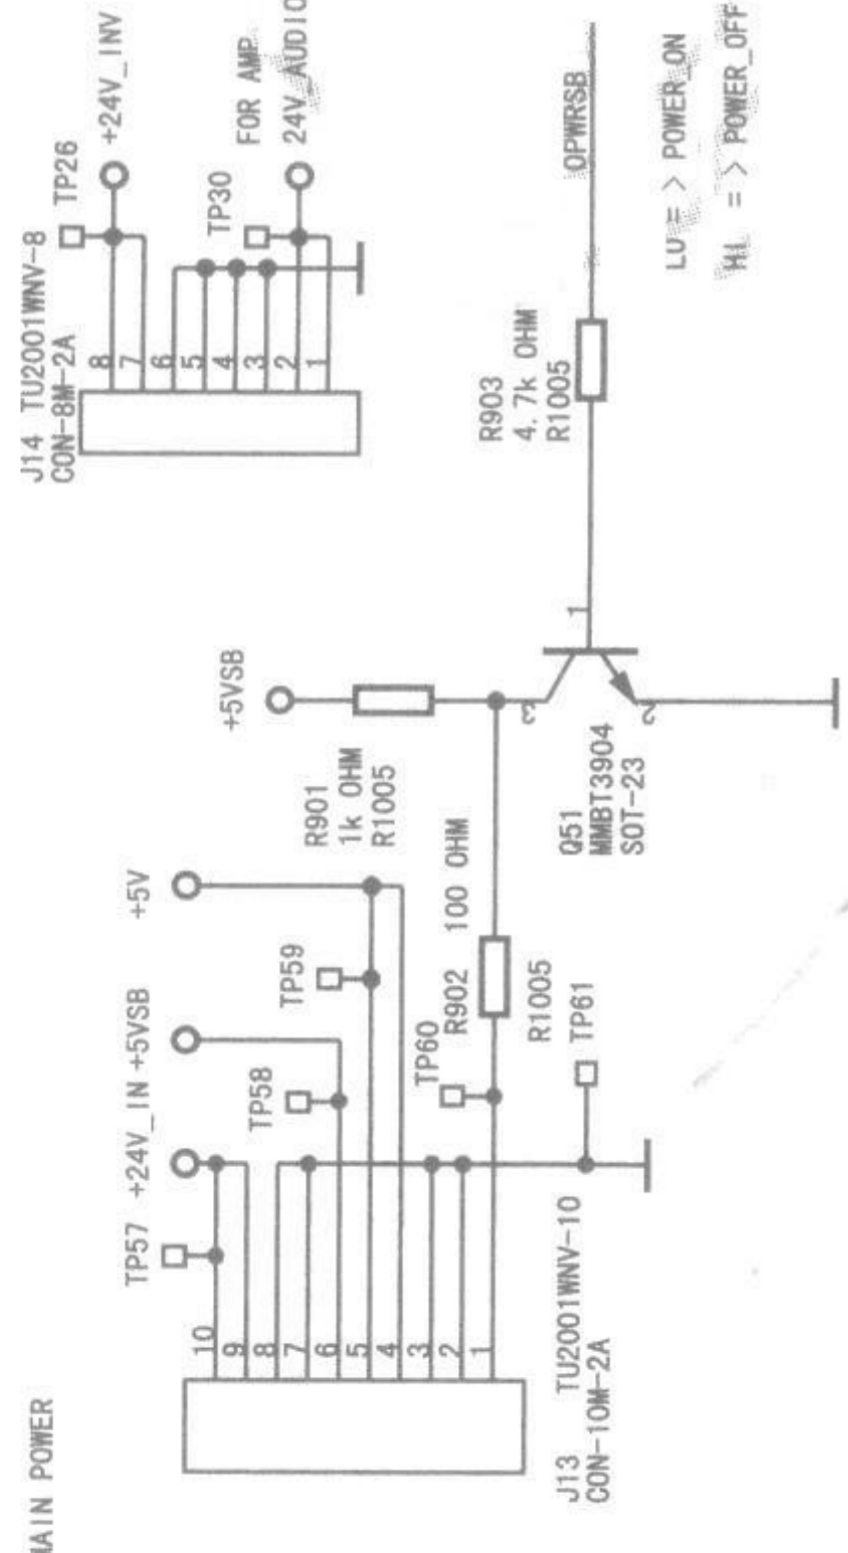 MAIN POWER
J13 TU2001WNV-10
CON-10M-2A
10
9
8
7
6
5
4
3
2
1
TP57
+24V_IN
+5VSB
+5V
TP58
TP59
TP60
R902 100 OHM
R1005
TP61
+5VSB
R901
1k OHM
R1005
Q51
MMBT3904
SOT-23
3
2
1
R903
4.7k OHM
R1005
OPWRSB
J14 TU2001WNV-8
CON-8M-2A
8
7
6
5
4
3
2
1
TP26
+24V_INV
TP30
FOR AMP
24V_AUDIO
=> POWER_ON
=> POWER_OFF